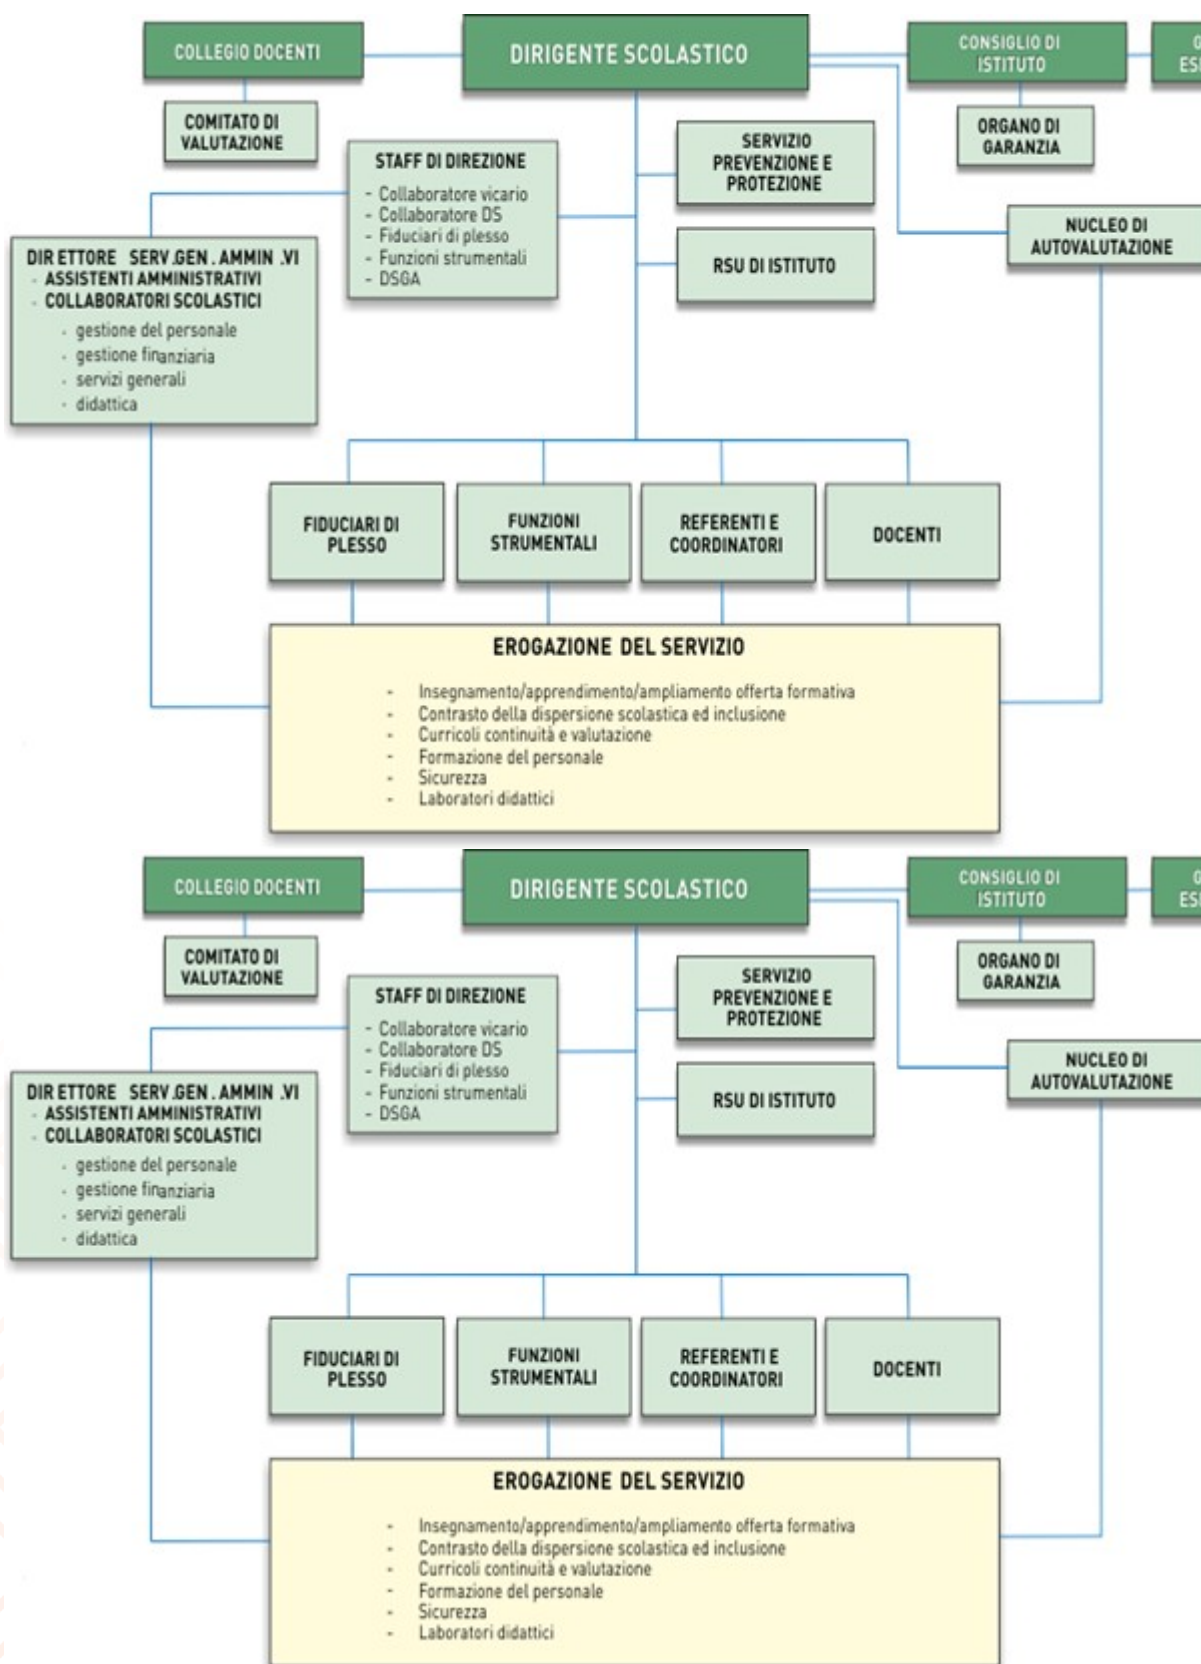 COLLEGIO DOCENTI
DIRIGENTE SCOLASTICO
CONSIGLIO DI
ISTITUTO
COMITATO DI
VALUTAZIONE
ORGANO DI
GARANZIA
STAFF DI DIREZIONE
- Collaboratore vicario
- Collaboratore DS
- Fiduciari di plesso
- Funzioni strumentali
- DSGA
SERVIZIO
PREVENZIONE E
PROTEZIONE
RSU DI ISTITUTO
NUCLEO DI
AUTOVALUTAZIONE
DIR ETTORE SERV.GEN . AMMIN .VI
- ASSISTENTI AMMINISTRATIVI
- COLLABORATORI SCOLASTICI
- gestione del personale
- gestione finanziaria
- servizi generali
- didattica
FIDUCIARI DI
PLESSO
FUNZIONI
STRUMENTALI
REFERENTI E
COORDINATORI
DOCENTI
EROGAZIONE DEL SERVIZIO
- Insegnamento/apprendimento/ampliamento offerta formativa
- Contrasto della dispersione scolastica ed inclusione
- Curricoli continuità e valutazione
- Formazione del personale
- Sicurezza
- Laboratori didattici
COLLEGIO DOCENTI
DIRIGENTE SCOLASTICO
CONSIGLIO DI
ISTITUTO
COMITATO DI
VALUTAZIONE
ORGANO DI
GARANZIA
STAFF DI DIREZIONE
- Collaboratore vicario
- Collaboratore DS
- Fiduciari di plesso
- Funzioni strumentali
- DSGA
SERVIZIO
PREVENZIONE E
PROTEZIONE
RSU DI ISTITUTO
NUCLEO DI
AUTOVALUTAZIONE
DIR ETTORE SERV.GEN . AMMIN .VI
- ASSISTENTI AMMINISTRATIVI
- COLLABORATORI SCOLASTICI
- gestione del personale
- gestione finanziaria
- servizi generali
- didattica
FIDUCIARI DI
PLESSO
FUNZIONI
STRUMENTALI
REFERENTI E
COORDINATORI
DOCENTI
EROGAZIONE DEL SERVIZIO
- Insegnamento/apprendimento/ampliamento offerta formativa
- Contrasto della dispersione scolastica ed inclusione
- Curricoli continuità e valutazione
- Formazione del personale
- Sicurezza
- Laboratori didattici